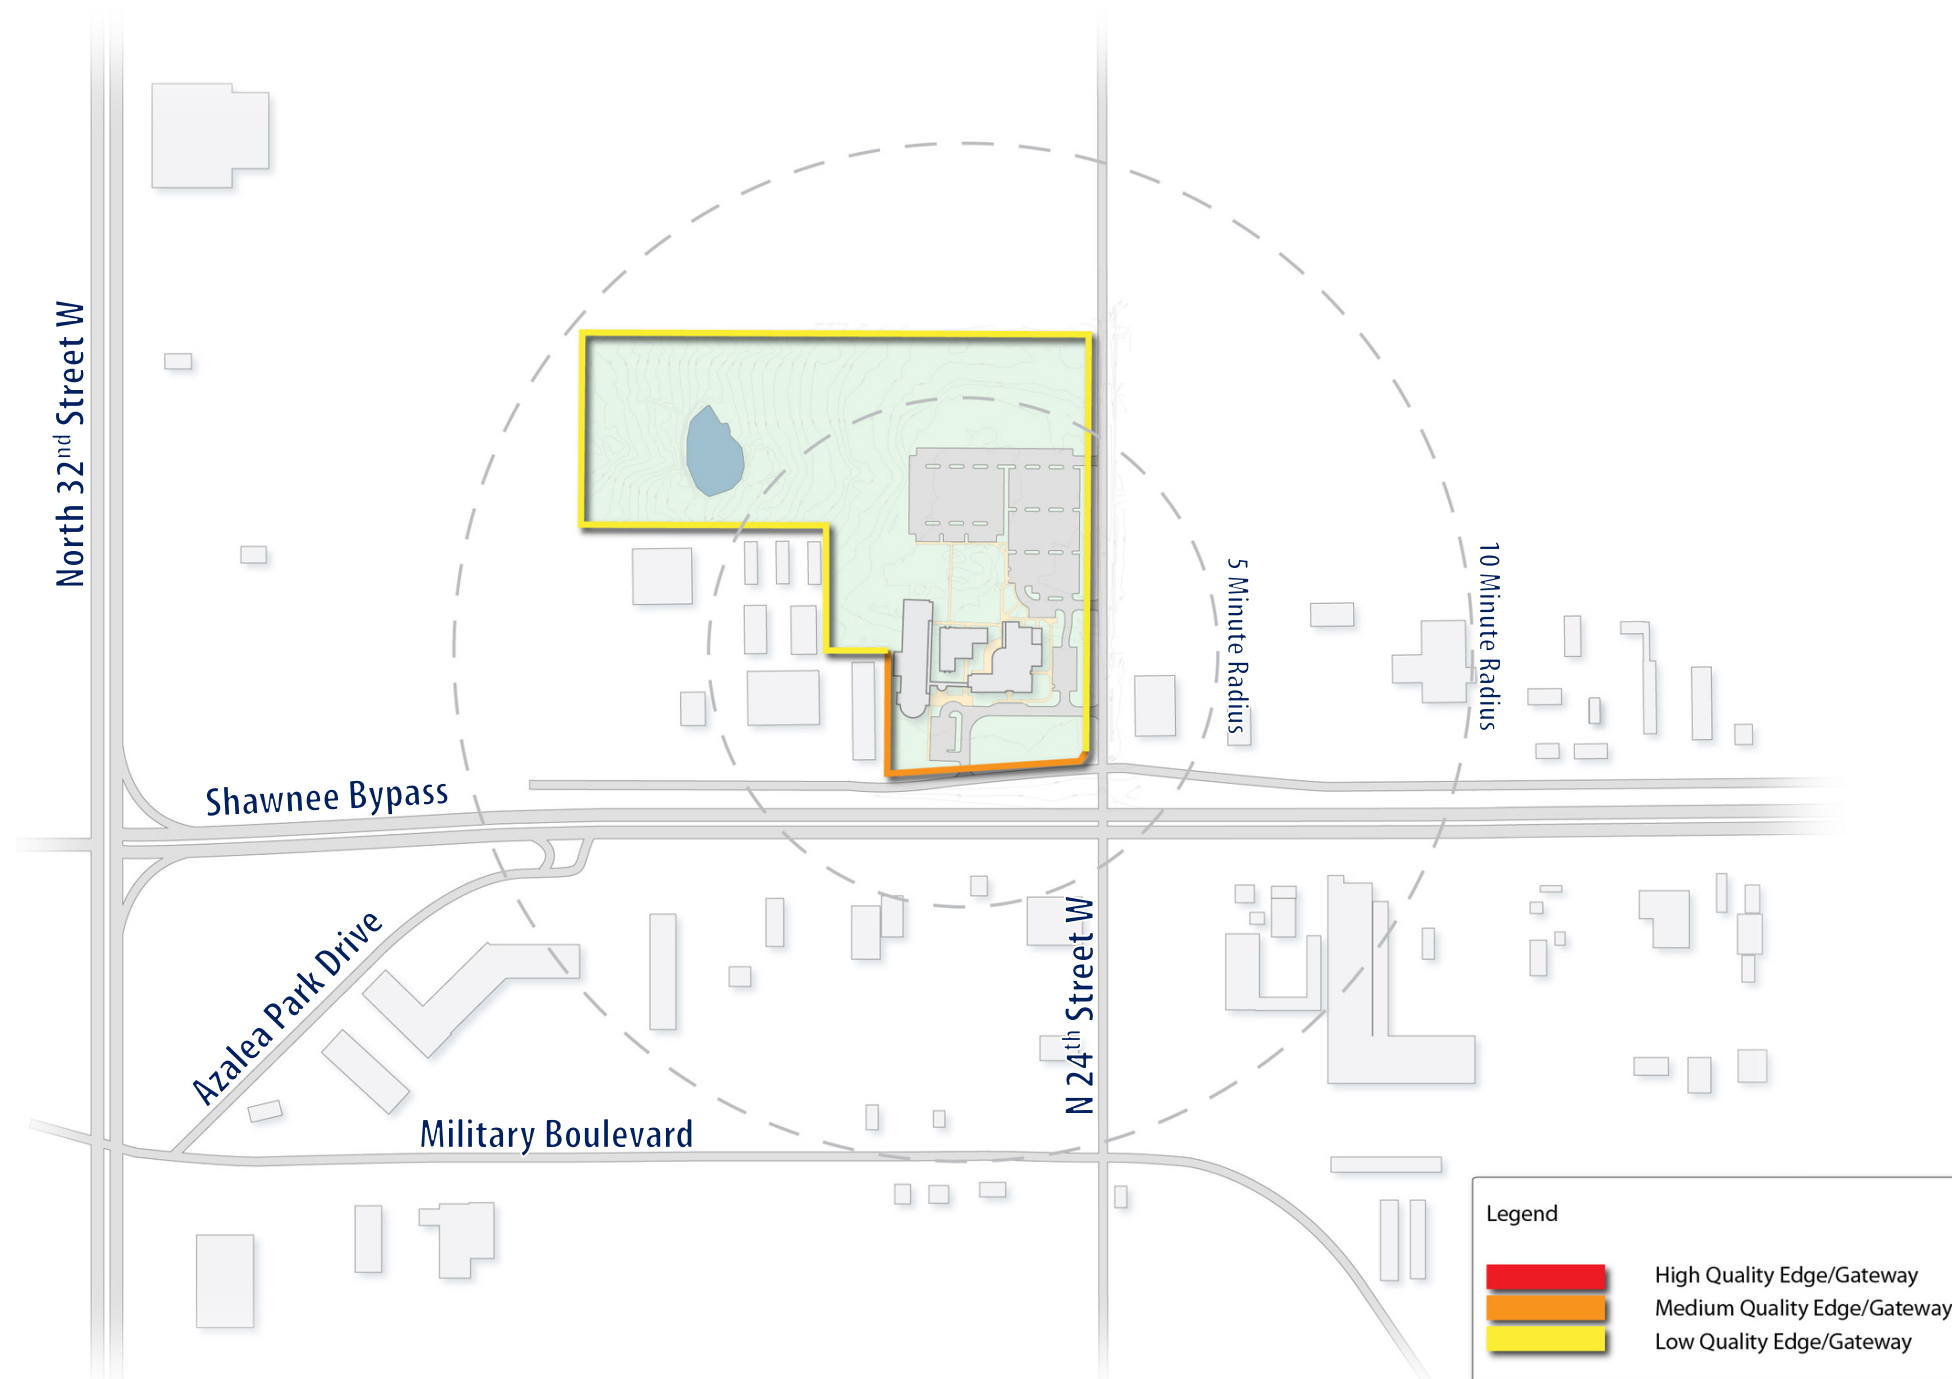 North 32nd Street W
5 Minute Radius
10 Minute Radius
Shawnee Bypass
Azalea Park Drive
N 24th Street W
Military Boulevard
Legend
High Quality Edge/Gateway
Medium Quality Edge/Gateway
Low Quality Edge/Gateway